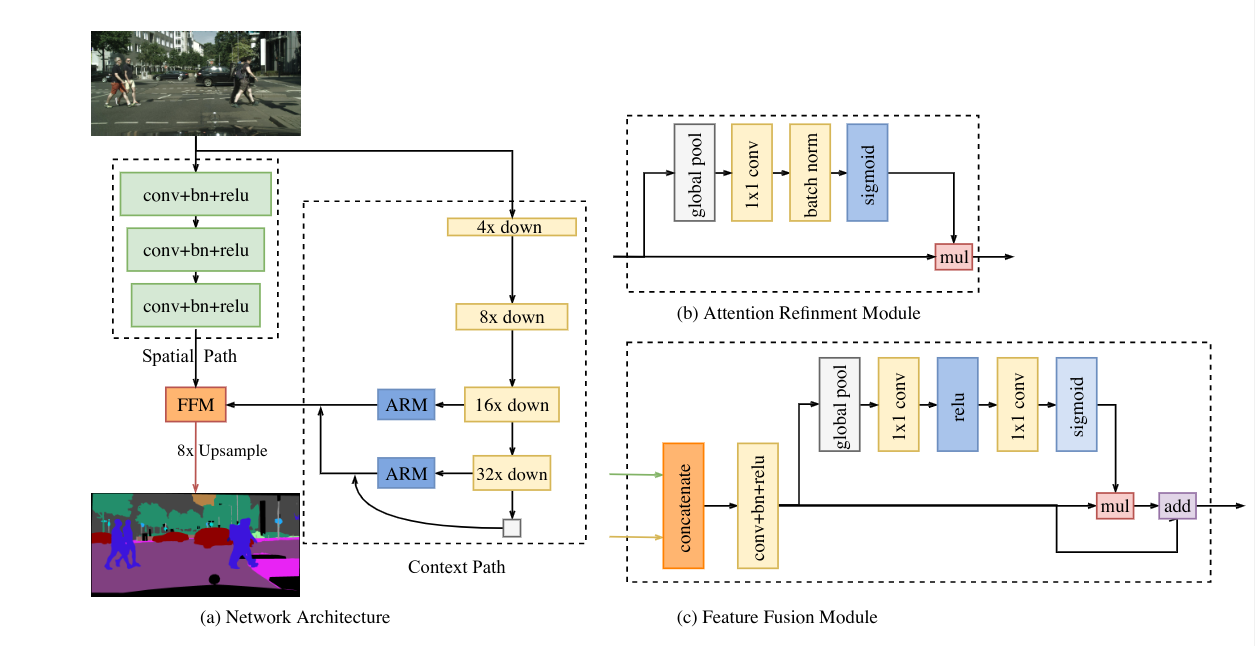 conv+bn+relu
conv+bn+relu
conv+bn+relu
Spatial Path
FFM
8x Upsample
4x down
8x down
ARM
16x down
ARM
32x down
Context Path
(a) Network Architecture
global pool
1x1 conv
batch norm
sigmoid
mul
(b) Attention Refinment Module
concatenate
conv+bn+relu
global pool
1x1 conv
relu
1x1 conv
sigmoid
mul
add
(c) Feature Fusion Module